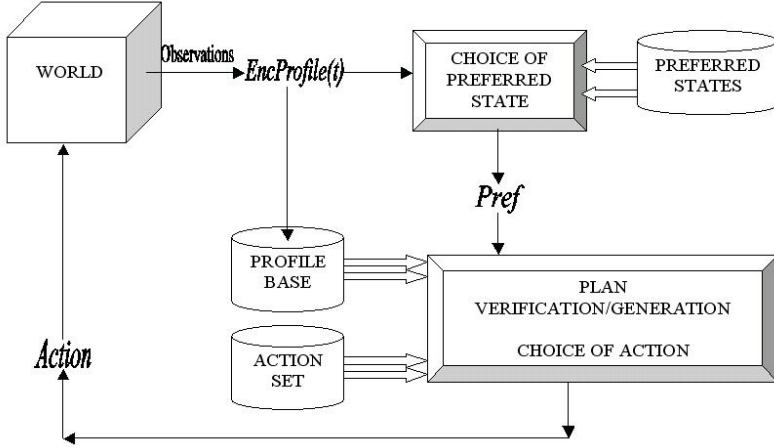 WORLD
Observations
EncProfile(t)
CHOICE OF
PREFERRED
STATE
PREFERRED
STATES
Pref
PROFILE
BASE
PLAN
VERIFICATION/GENERATION
CHOICE OF ACTION
ACTION
SET
Action